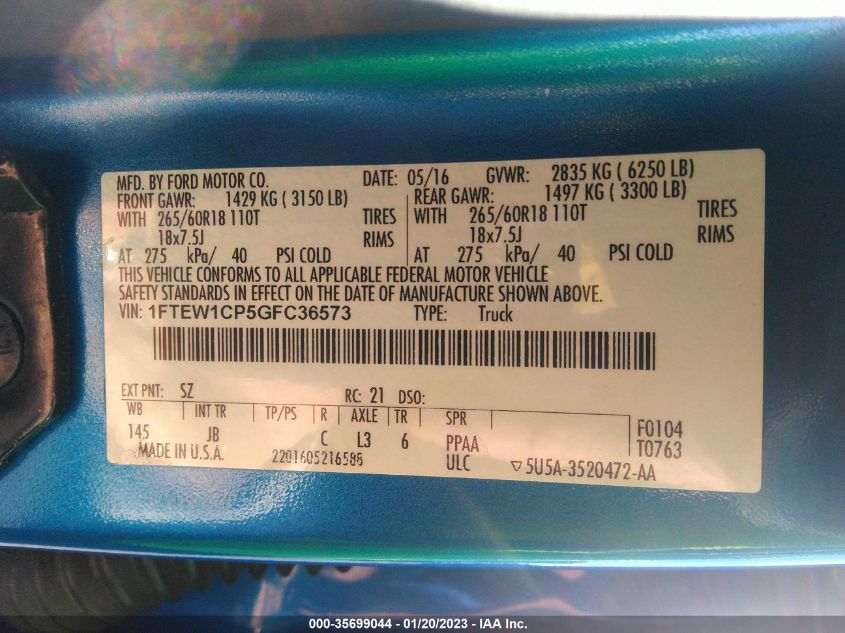 MFD. BY FORD MOTOR CO. DATE: 05/16 GVWR: 2835 KG ( 6250 LB)
FRONT GAWR: 1429 KG ( 3150 LB) REAR GAWR: 1497 KG ( 3300 LB)
WITH 265/60R18 110T TIRES WITH 265/60R18 110T TIRES
18x7.5J RIMS 18x7.5J RIMS
AT 275 kPa/ 40 PSI COLD AT 275 kPa/ 40 PSI COLD
THIS VEHICLE CONFORMS TO ALL APPLICABLE FEDERAL MOTOR VEHICLE
SAFETY STANDARDS IN EFFECT ON THE DATE OF MANUFACTURE SHOWN ABOVE.
VIN: 1FTEW1CP5GFC36573 TYPE: Truck
EXT PNT: SZ RC: 21 DSO:
WB INT TR TP/PS R AXLE TR SPR F0104
145 JB C L3 6 PPAA T0763
MADE IN U.S.A. 2201605216588 ULC ▽5U5A-3520472-AA
000-35699044 - 01/20/2023 - IAA Inc.